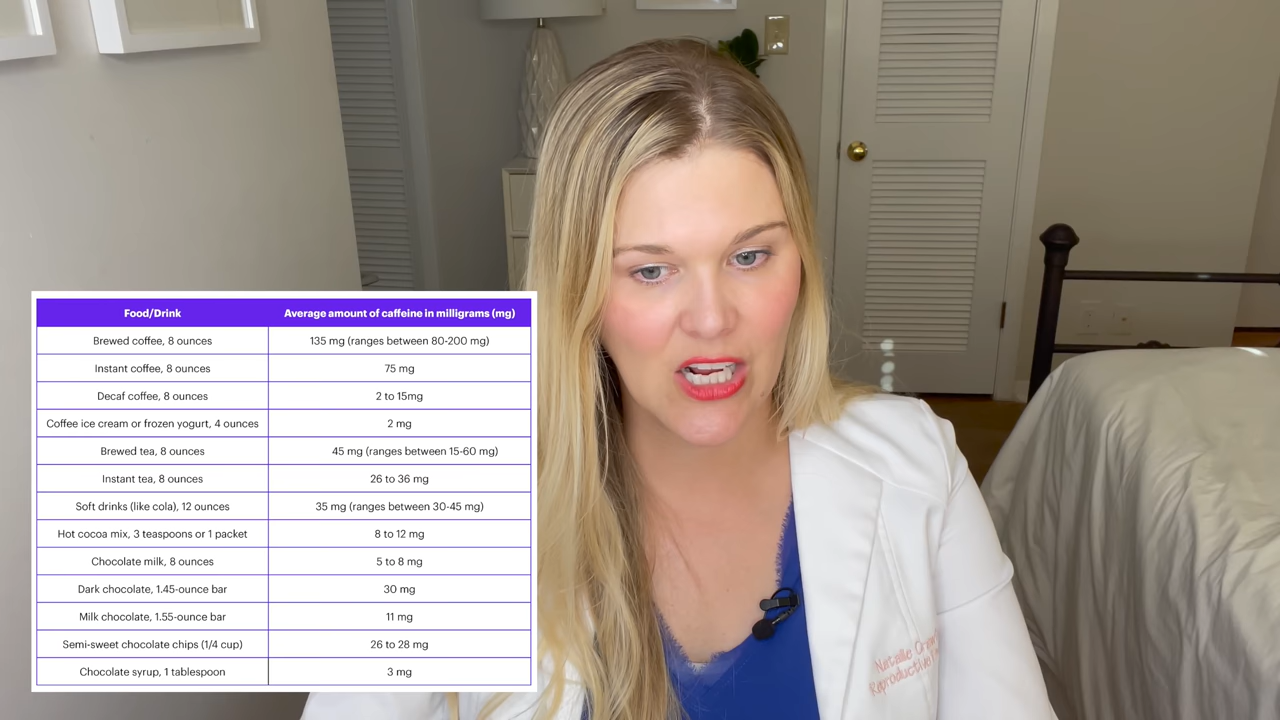 Food/Drink Average amount of caffeine in milligrams (mg)
Brewed coffee, 8 ounces 135 mg (ranges between 80-200 mg)
Instant coffee, 8 ounces 75 mg
Decaf coffee, 8 ounces 2 to 15mg
Coffee ice cream or frozen yogurt, 4 ounces 2 mg
Brewed tea, 8 ounces 45 mg (ranges between 15-60 mg)
Instant tea, 8 ounces 26 to 36 mg
Soft drinks (like cola), 12 ounces 35 mg (ranges between 30-45 mg)
Hot cocoa mix, 3 teaspoons or 1 packet 8 to 12 mg
Chocolate milk, 8 ounces 5 to 8 mg
Dark chocolate, 1.45-ounce bar 30 mg
Milk chocolate, 1.55-ounce bar 11 mg
Semi-sweet chocolate chips (1/4 cup) 26 to 28 mg
Chocolate syrup, 1 tablespoon 3 mg
Natalie
Reproductive